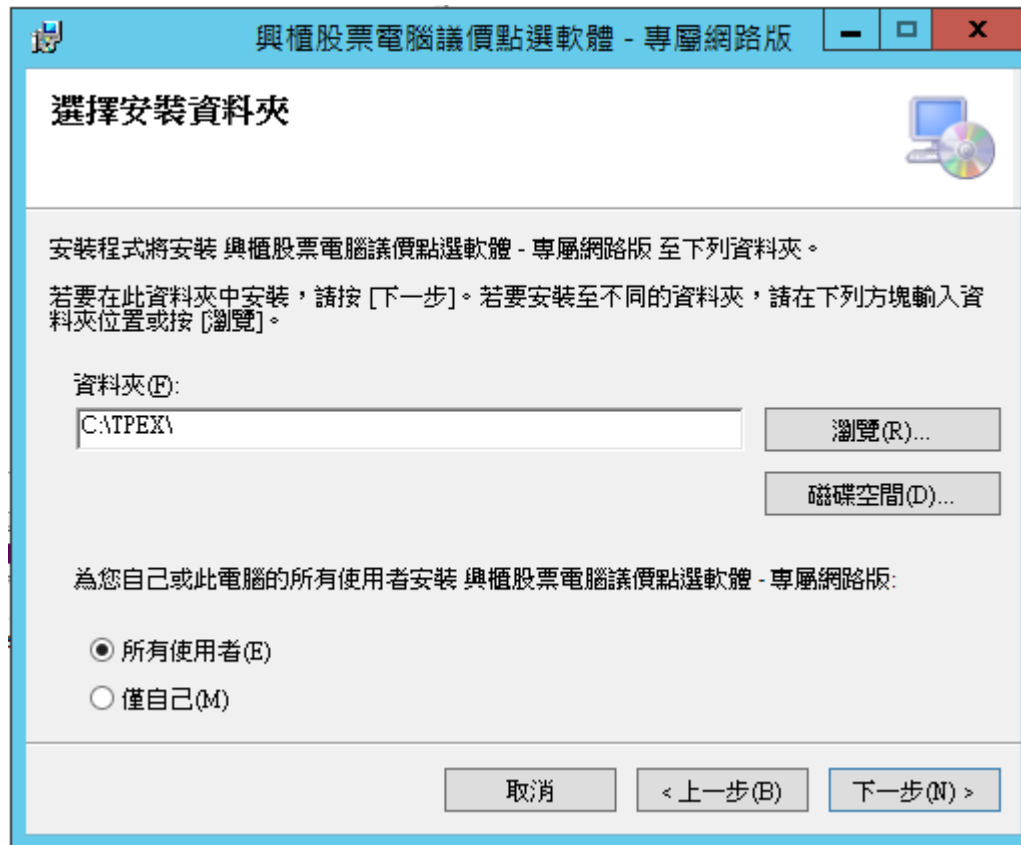 興櫃股票電腦議價點選軟體 - 專屬網路版
選擇安裝資料夾
安裝程式將安裝 興櫃股票電腦議價點選軟體 - 專屬網路版 至下列資料夾。
若要在此資料夾中安裝，請按 [下一步]。若要安裝至不同的資料夾，請在下列方塊輸入資
料夾位置或按 [瀏覽]。
資料夾(F):
C:\TPEX\
瀏覽(R)...
磁碟空間(D)...
為您自己或此電腦的所有使用者安裝 興櫃股票電腦議價點選軟體 - 專屬網路版:
所有使用者(E)
僅自己(M)
取消
< 上一步(B)
下一步(N) >